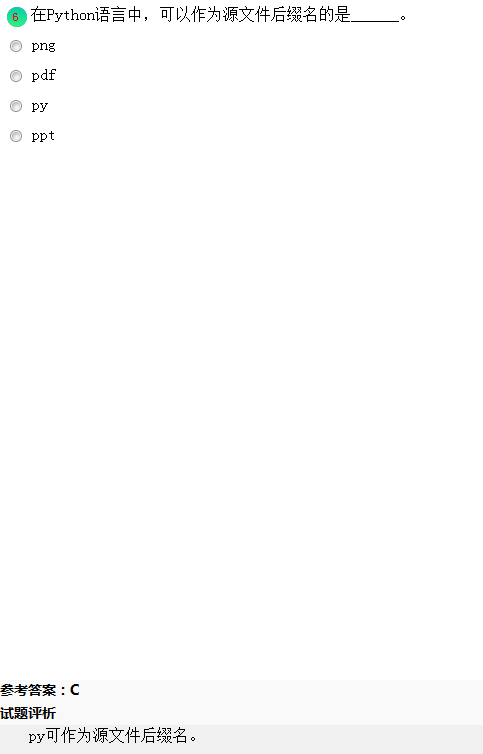 6 在Python语言中，可以作为源文件后缀名的是______。
png
pdf
py
ppt
参考答案：C
试题评析
py可作为源文件后缀名。